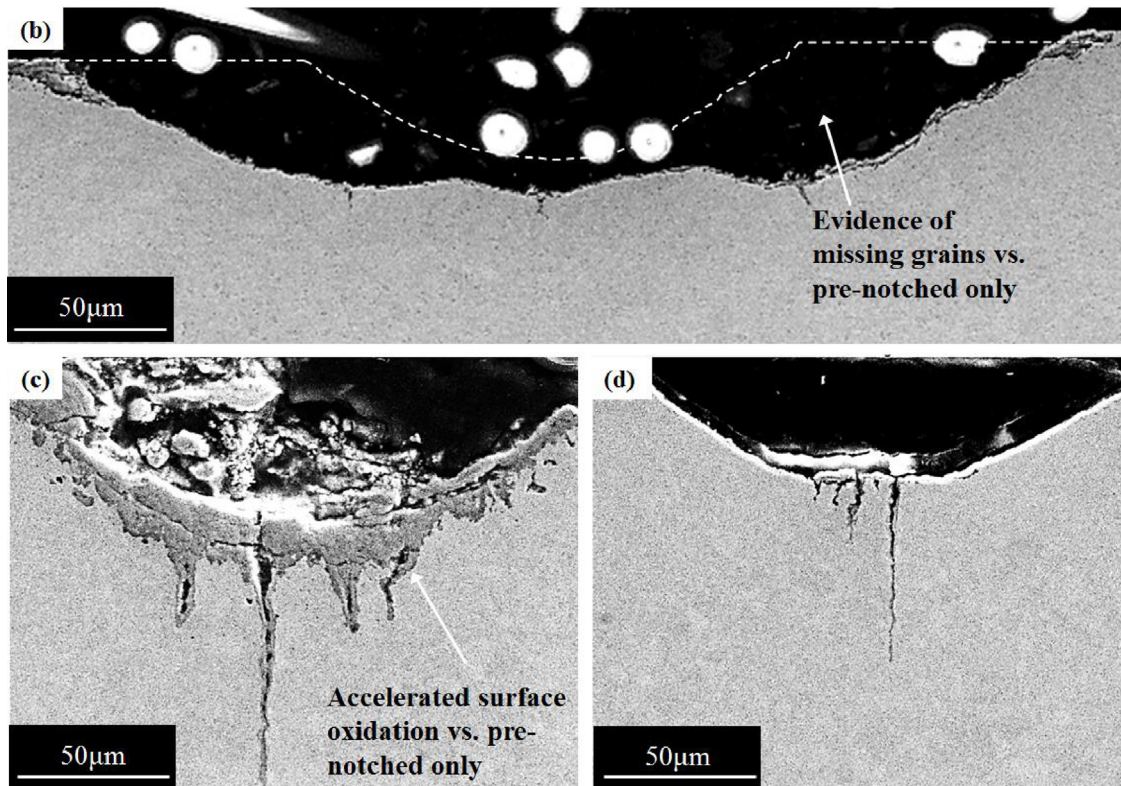 (b)
Evidence of
missing grains vs.
pre-notched only
50μm
(c)
Accelerated surface
oxidation vs. pre-
notched only
50μm
(d)
50μm